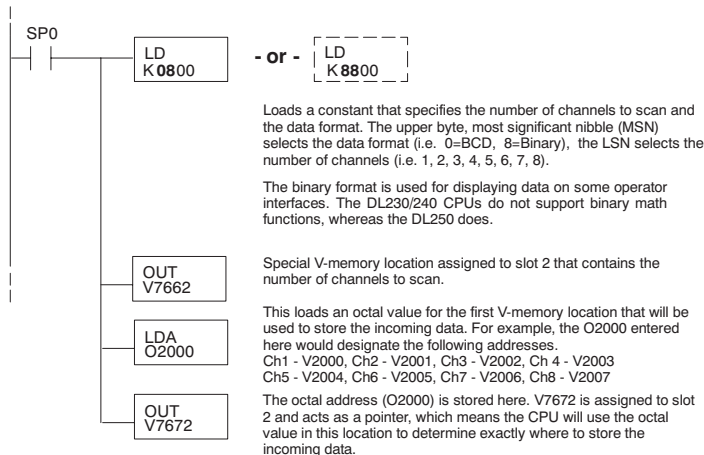 SP0
LD
K0800
- or -
LD
K8800
Loads a constant that specifies the number of channels to scan and
the data format. The upper byte, most significant nibble (MSN)
selects the data format (i.e. 0=BCD, 8=Binary), the LSN selects the
number of channels (i.e. 1, 2, 3, 4, 5, 6, 7, 8).
The binary format is used for displaying data on some operator
interfaces. The DL230/240 CPUs do not support binary math
functions, whereas the DL250 does.
OUT
V7662
Special V-memory location assigned to slot 2 that contains the
number of channels to scan.
LDA
O2000
This loads an octal value for the first V-memory location that will be
used to store the incoming data. For example, the O2000 entered
here would designate the following addresses.
Ch1 - V2000, Ch2 - V2001, Ch3 - V2002, Ch 4 - V2003
Ch5 - V2004, Ch6 - V2005, Ch7 - V2006, Ch8 - V2007
OUT
V7672
The octal address (O2000) is stored here. V7672 is assigned to slot
2 and acts as a pointer, which means the CPU will use the octal
value in this location to determine exactly where to store the
incoming data.